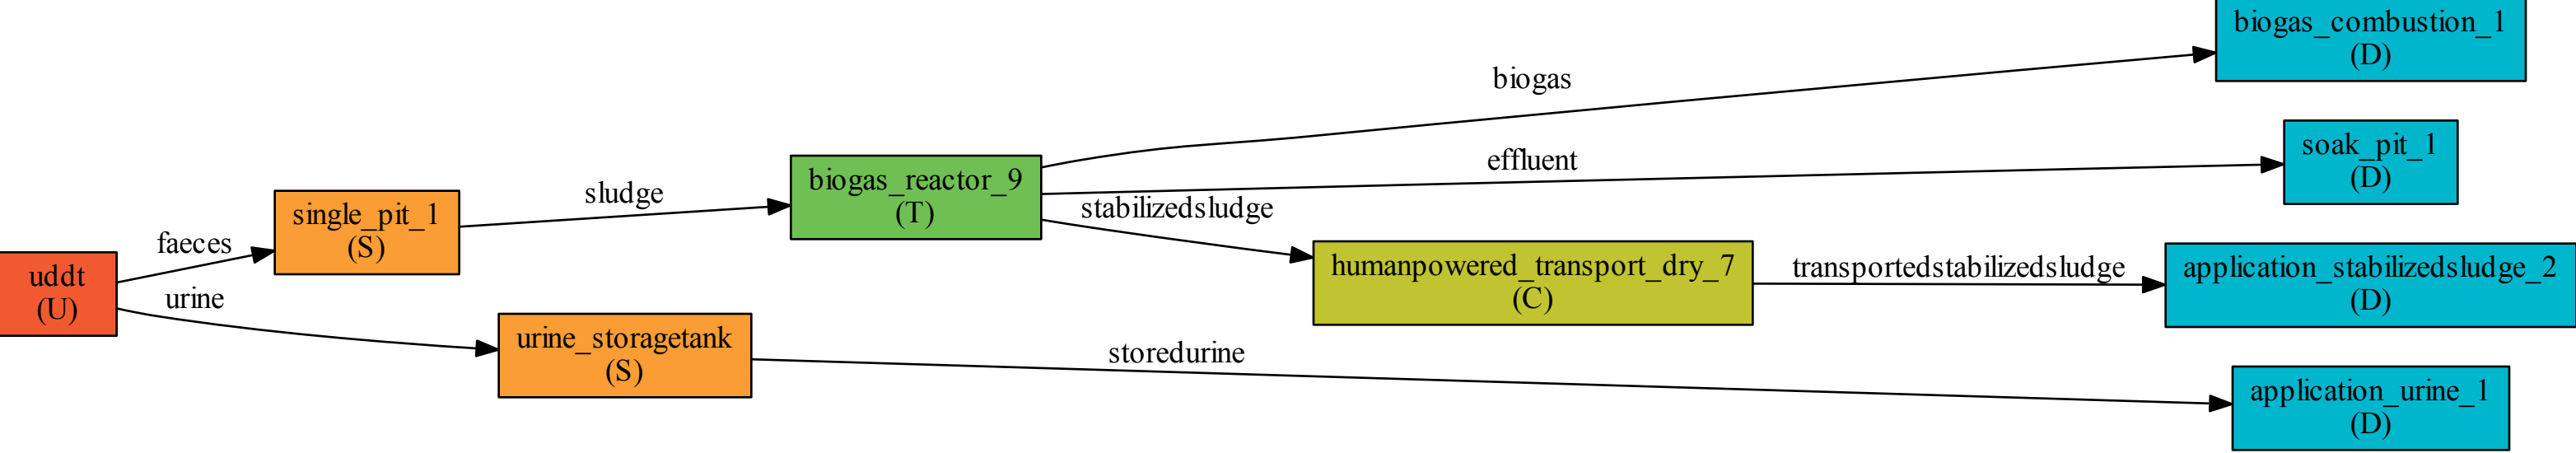 biogas_combustion_1
(D)
biogas
soak_pit_1
(D)
effluent
biogas_reactor_9
(T)
sludge
single_pit_1
(S)
stabilizedsludge
faeces
humanpowered_transport_dry_7
(C)
transportedstabilizedsludge
application_stabilizedsludge_2
(D)
uddt
(U)
urine
urine_storagetank
(S)
storedurine
application_urine_1
(D)